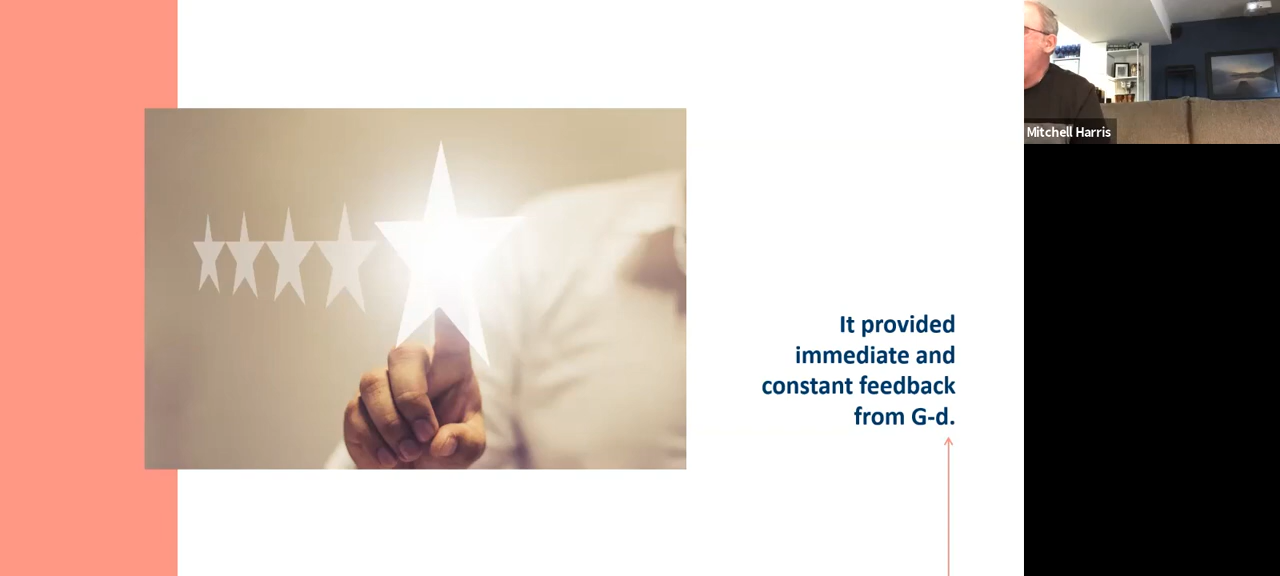 It provided
immediate and
constant feedback
from G-d.
Mitchell Harris